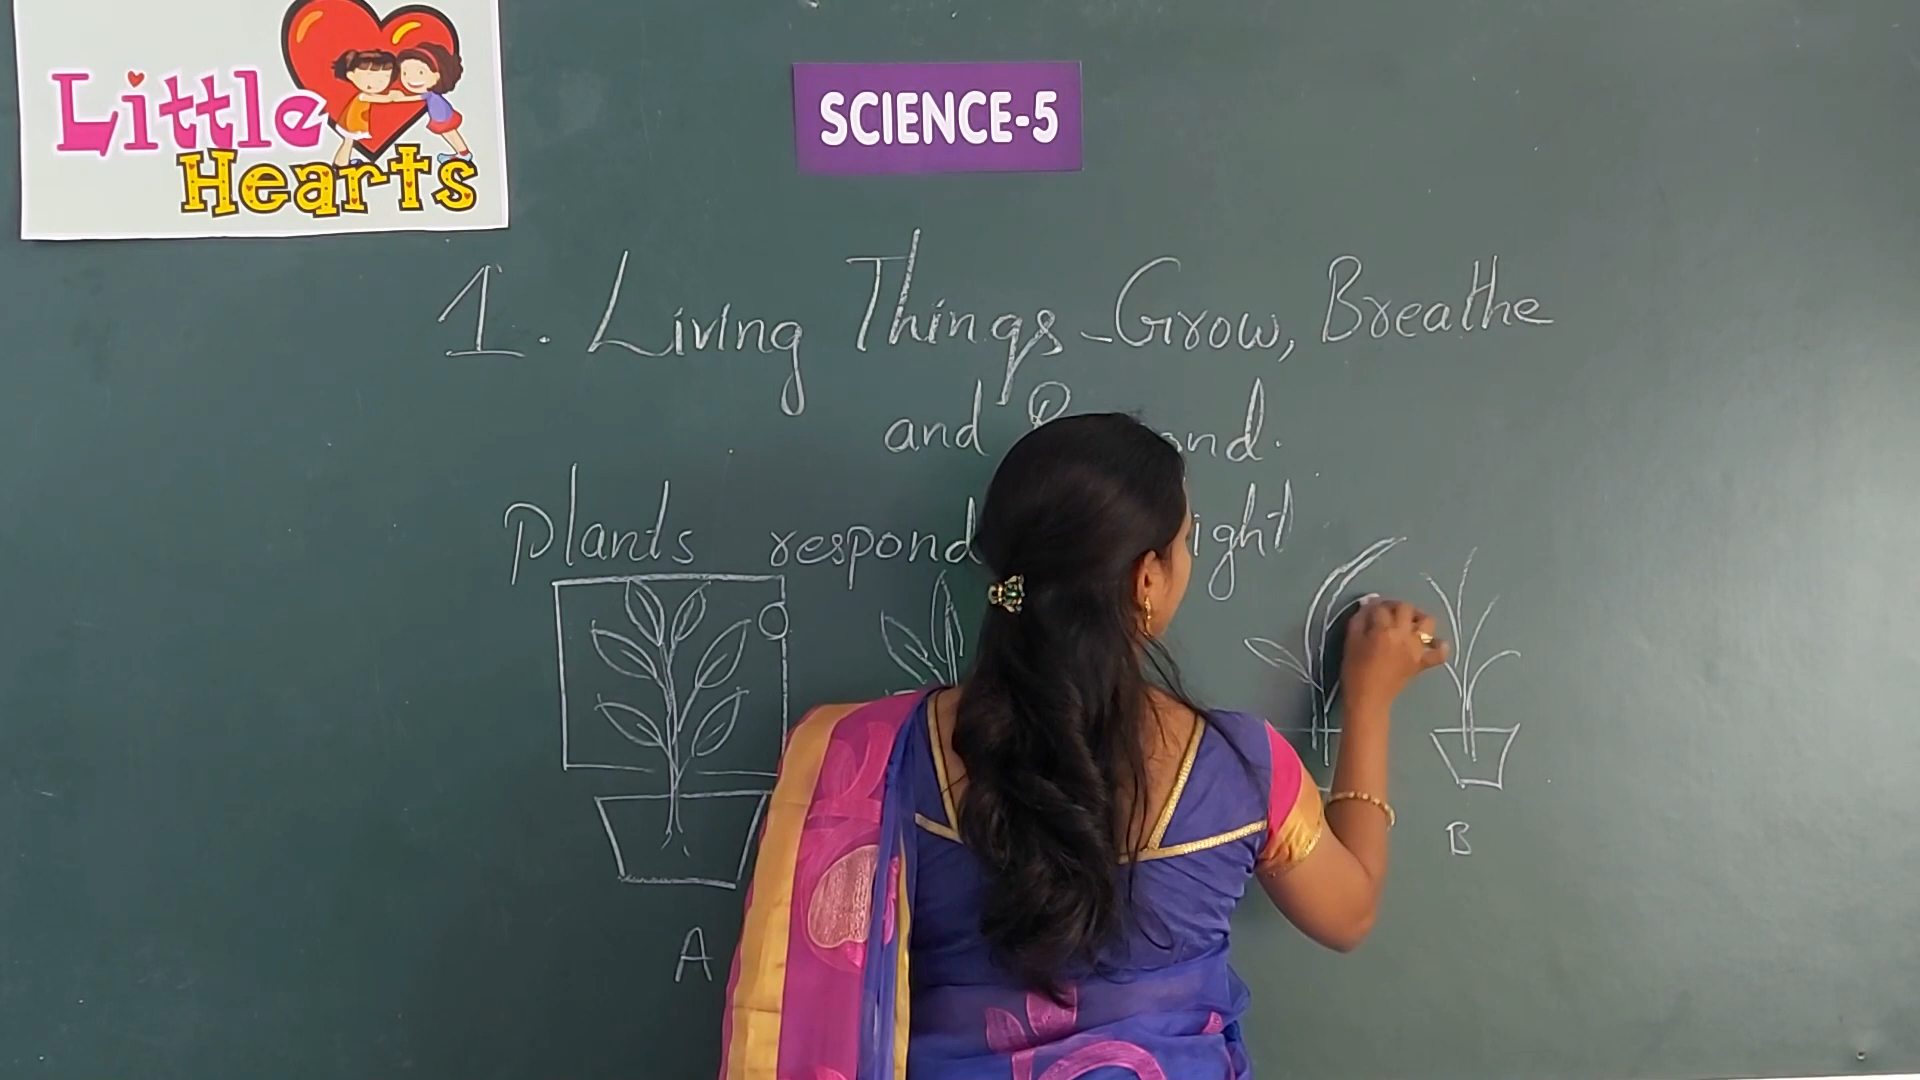 Little
Hearts
SCIENCE-5
1. Living Things - Grow, Breathe
and
Plants respond
A
B